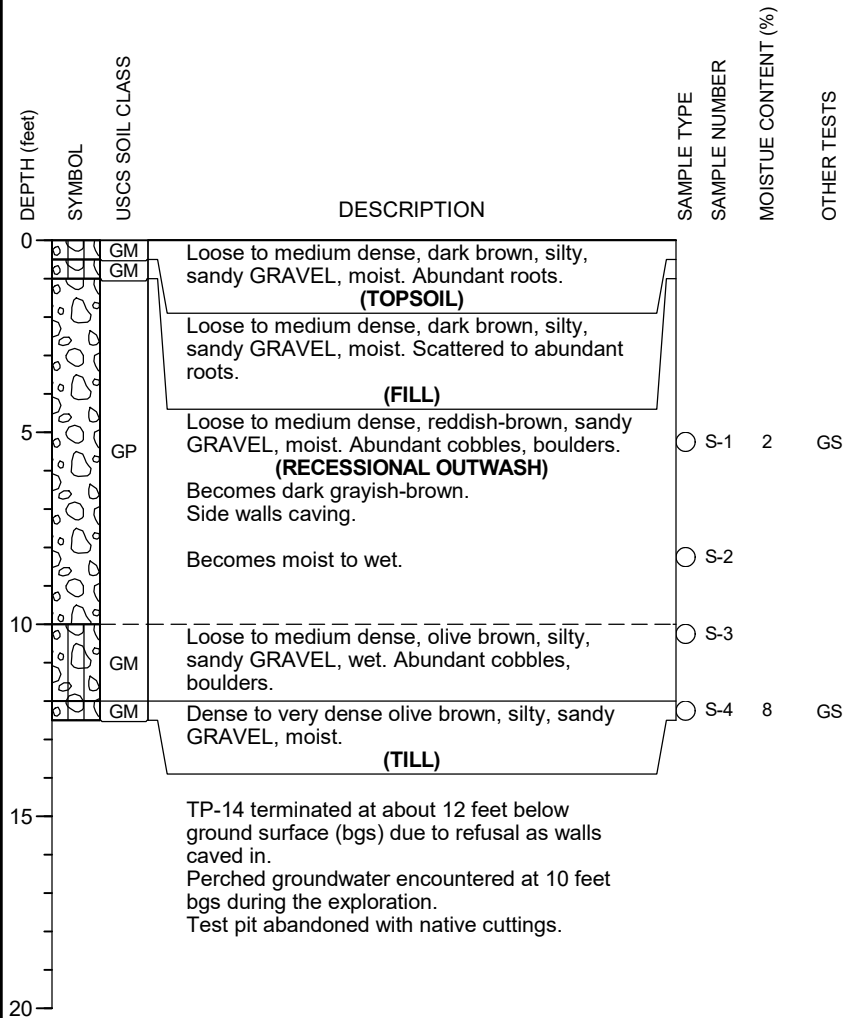 DEPTH (feet)
SYMBOL
USCS SOIL CLASS
DESCRIPTION
SAMPLE TYPE
SAMPLE NUMBER
MOISTUE CONTENT (%)
OTHER TESTS
0
GM
Loose to medium dense, dark brown, silty,
sandy GRAVEL, moist. Abundant roots.
(TOPSOIL)
GM
Loose to medium dense, dark brown, silty,
sandy GRAVEL, moist. Scattered to abundant
roots.
(FILL)
5
GP
Loose to medium dense, reddish-brown, sandy
GRAVEL, moist. Abundant cobbles, boulders.
S-1 2 GS
(RECESSIONAL OUTWASH)
Becomes dark grayish-brown.
Side walls caving.
Becomes moist to wet.
S-2
10
GM
Loose to medium dense, olive brown, silty,
sandy GRAVEL, wet. Abundant cobbles,
boulders.
S-3
GM
Dense to very dense olive brown, silty, sandy
GRAVEL, moist.
(TILL)
S-4 8 GS
15
TP-14 terminated at about 12 feet below
ground surface (bgs) due to refusal as walls
caved in.
Perched groundwater encountered at 10 feet
bgs during the exploration.
Test pit abandoned with native cuttings.
20